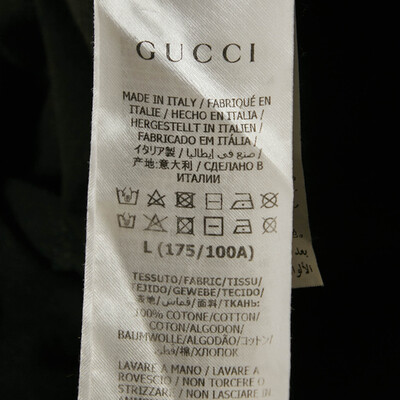 GUCCI
MADE IN ITALY / FABRIQUÉ EN
ITALIE / HECHO EN ITALIA /
HERGESTELLT IN ITALIEN /
FABRICADO EM ITÁLIA /
イタリア製 / صنع في إيطاليا /
产地:意大利 / СДЕЛАНО В
ИТАЛИИ
L (175/100A)
TESSUTO/FABRIC/TISSU/
TEJIDO/GEWEBE/TECIDO/
表地/قماش/面料/ТКАНЬ:
100% COTONE/COTTON/
COTON/ALGODON/
BAUMWOLLE/ALGODÃO/コットン/
قطن/棉/ХЛОПОК
LAVARE A MANO / LAVARE A
ROVESCIO / NON TORCERE O
STRIZZARE / NON LASCIARE IN